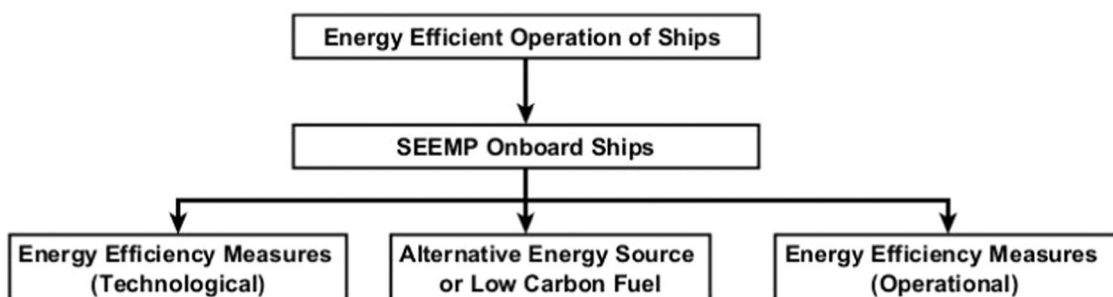 Energy Efficient Operation of Ships
SEEMP Onboard Ships
Energy Efficiency Measures
(Technological)
Alternative Energy Source
or Low Carbon Fuel
Energy Efficiency Measures
(Operational)